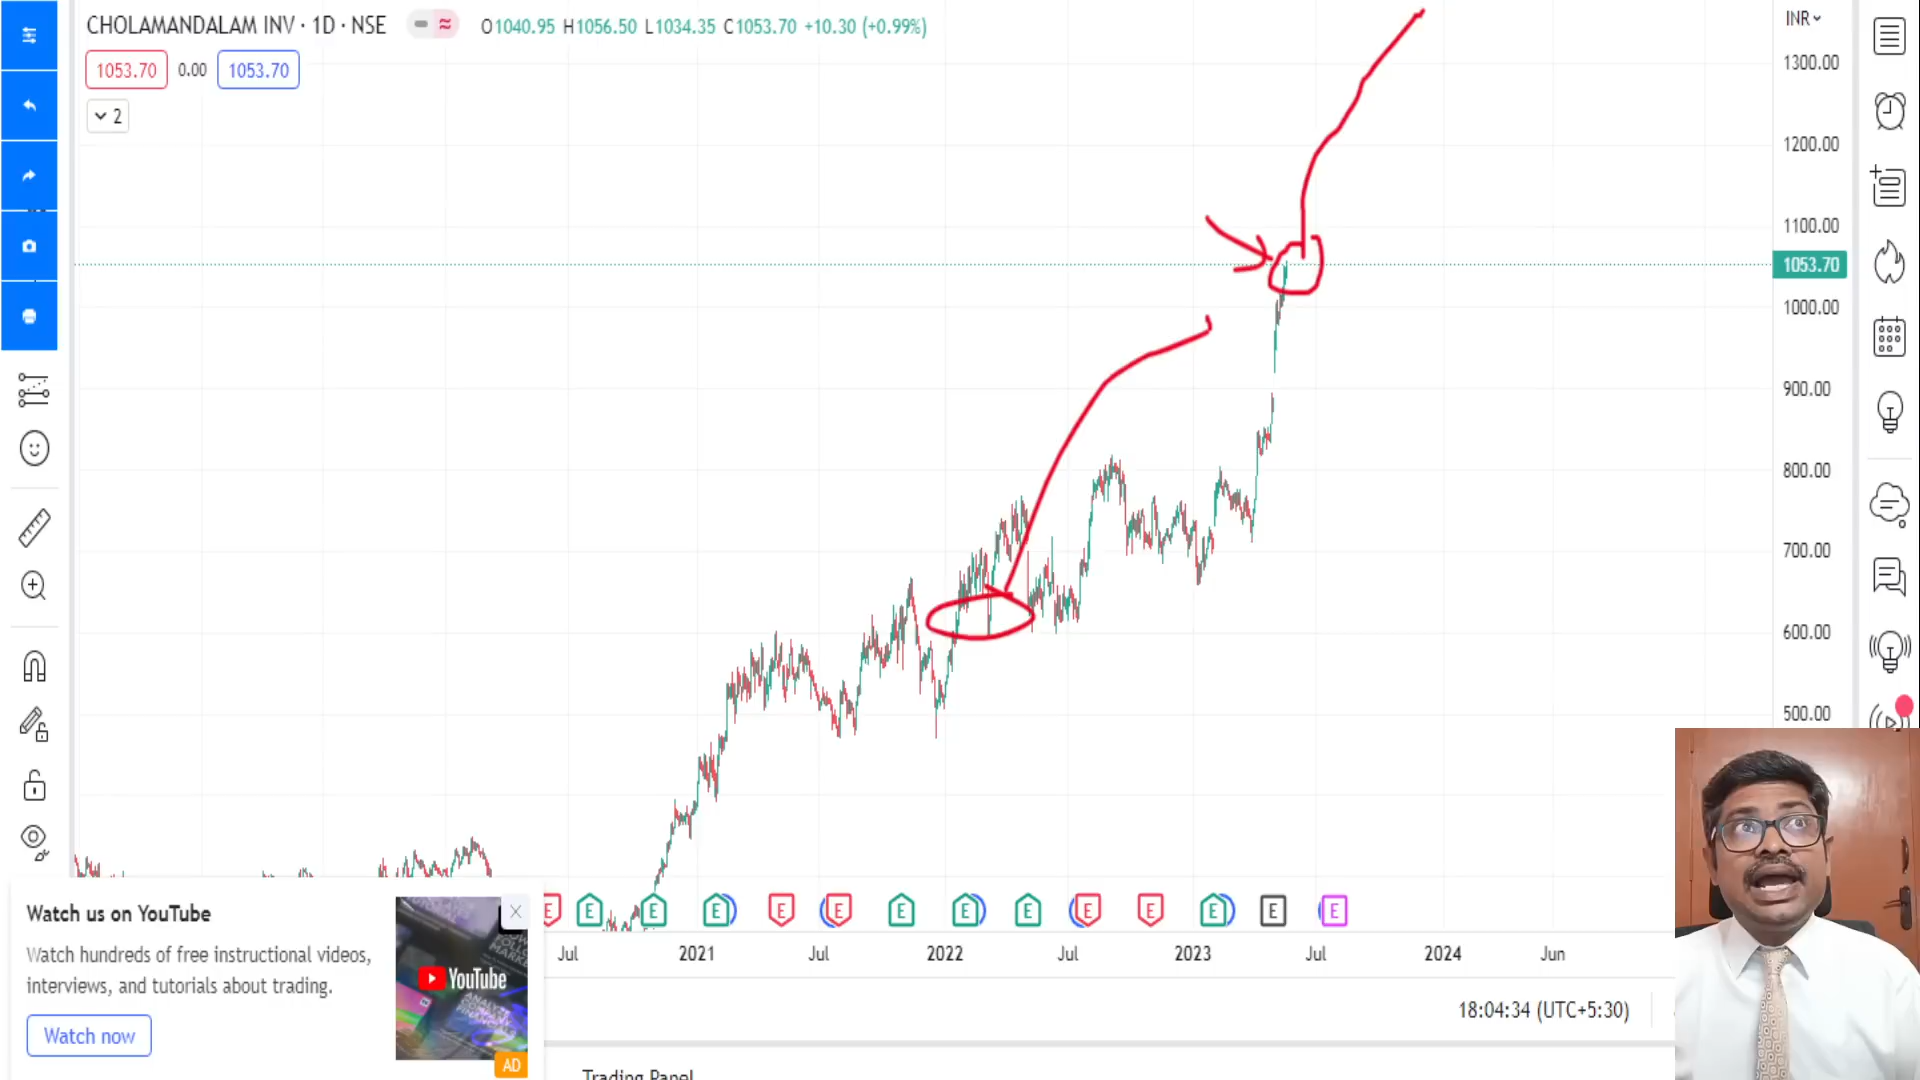 CHOLAMANDALAM INV · 1D · NSE
O1040.95 H1056.50 L1034.35 C1053.70 +10.30 (+0.99%)
INR
1053.70 0.00 1053.70
2
1300.00
1200.00
1100.00
1053.70
1000.00
900.00
800.00
700.00
600.00
500.00
E E E E E E E E E E E E E E
Jul 2021 Jul 2022 Jul 2023 Jul 2024 Jun
Watch us on YouTube
Watch hundreds of free instructional videos,
interviews, and tutorials about trading.
Watch now
YouTube
AD
18:04:34 (UTC+5:30)
Trading Panel